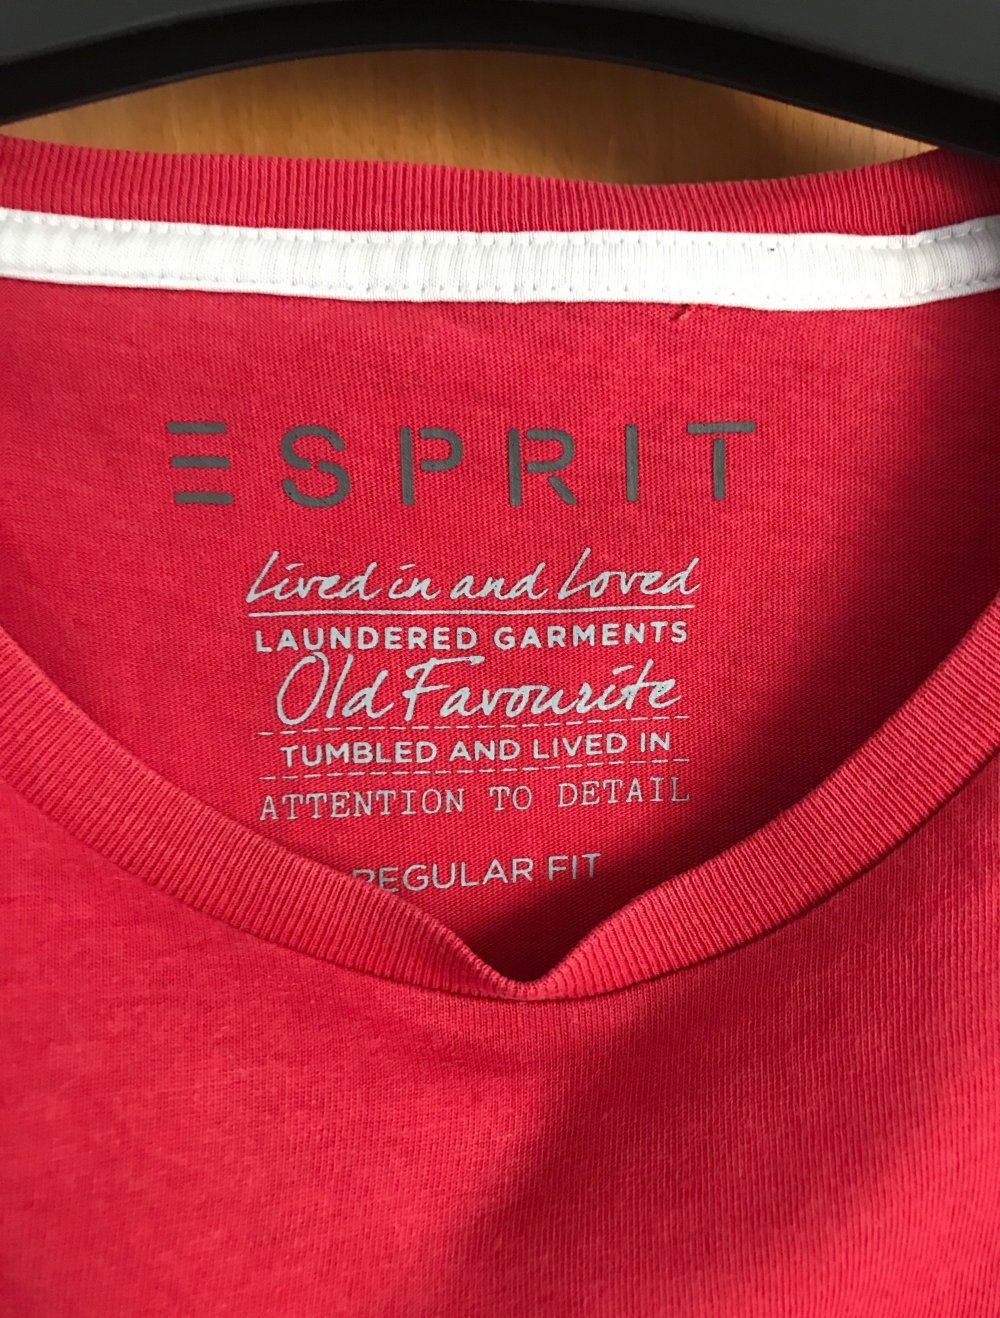 ESPRIT
Lived in and Loved
LAUNDERED GARMENTS
Old Favourite
TUMBLED AND LIVED IN
ATTENTION TO DETAIL
REGULAR FIT